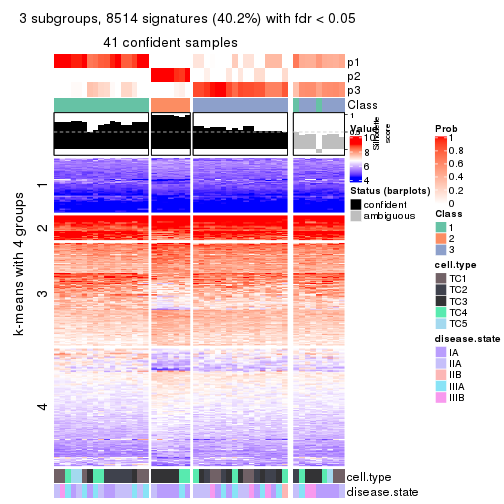 3 subgroups, 8514 signatures (40.2%) with fdr < 0.05
41 confident samples
p1
p2
p3
Class
1
0.5
Silhouette
score
k-means with 4 groups
1
2
3
4
cell.type
disease.state
Value
10
8
6
4
Status (barplots)
confident
ambiguous
Prob
1
0.8
0.6
0.4
0.2
0
Class
1
2
3
cell.type
TC1
TC2
TC3
TC4
TC5
disease.state
IA
IIA
IIB
IIIA
IIIB